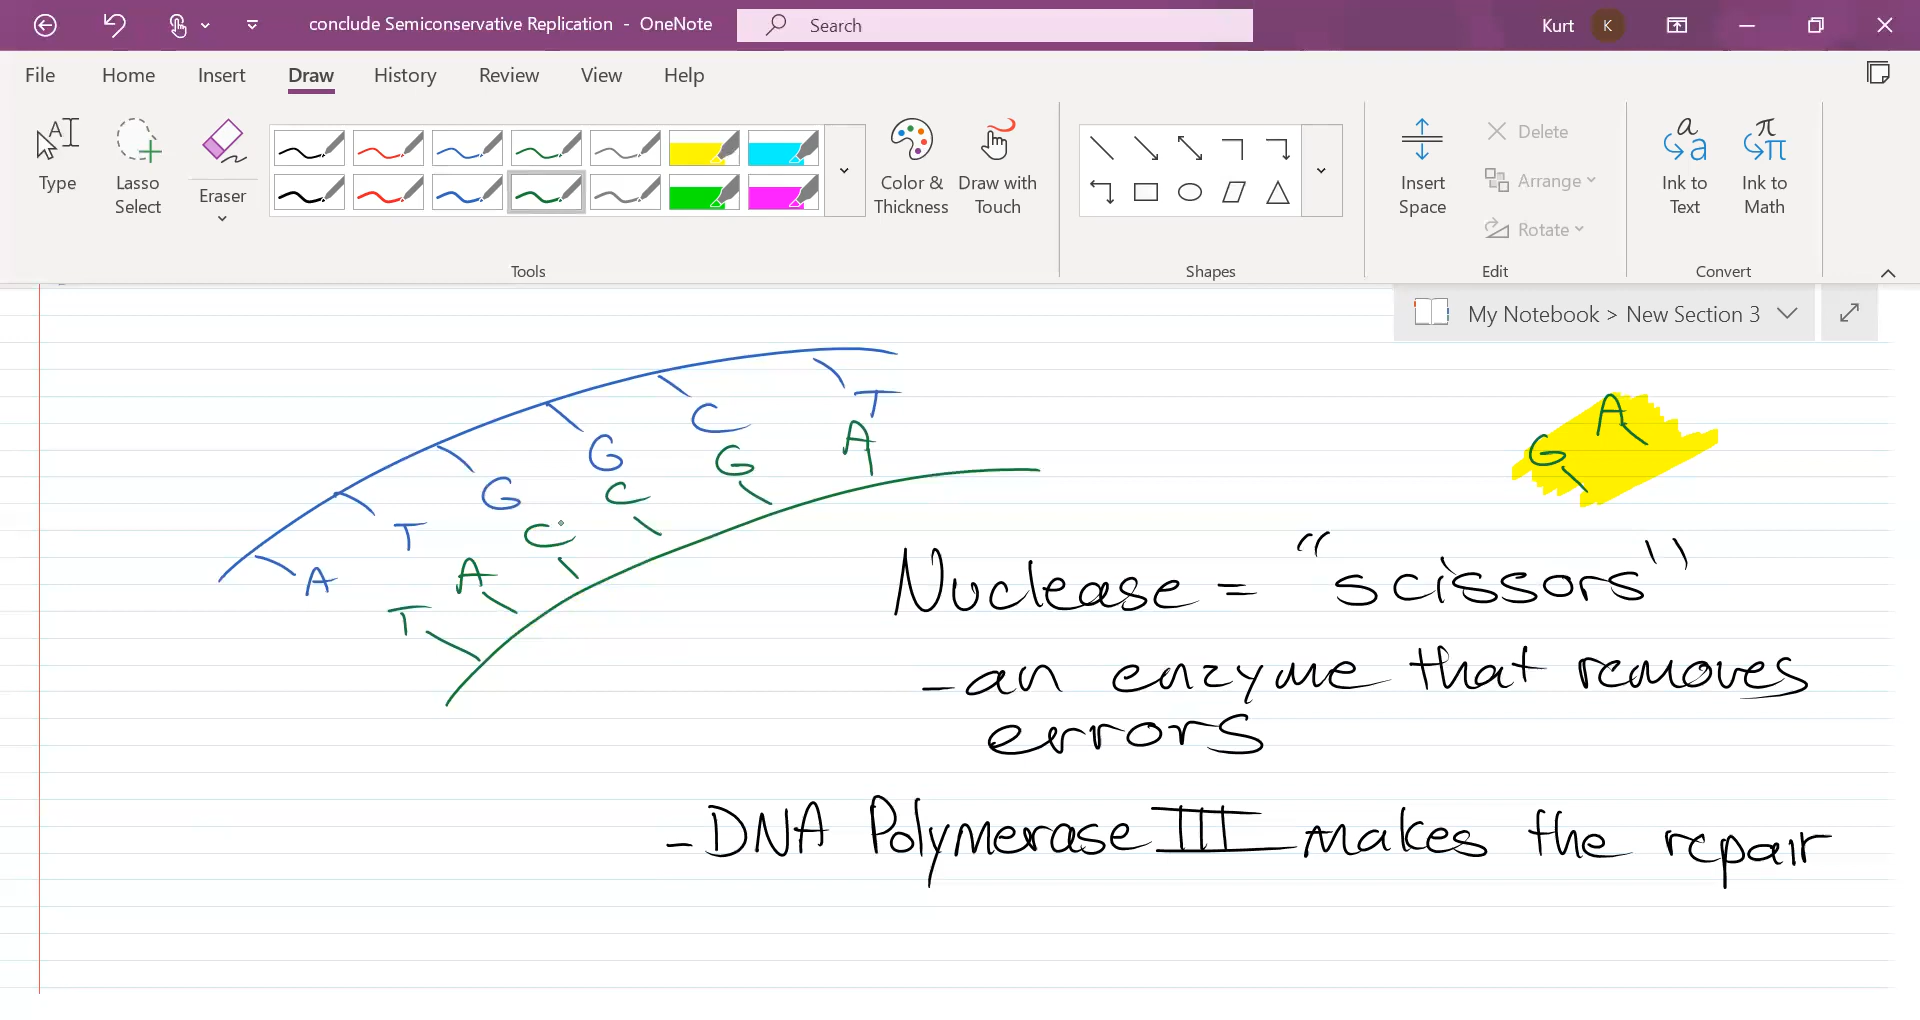 conclude Semiconservative Replication - OneNote
Search
Kurt K
File Home Insert Draw History Review View Help
Type
Lasso Select
Eraser
Color & Thickness
Draw with Touch
Insert Space
Delete
Arrange
Rotate
Ink to Text
Ink to Math
Tools Shapes Edit Convert
My Notebook > New Section 3
A T G G C T
T A C C G A
G A
Nuclease = "scissors"
- an enzyme that removes
errors
- DNA Polymerase III makes the repair